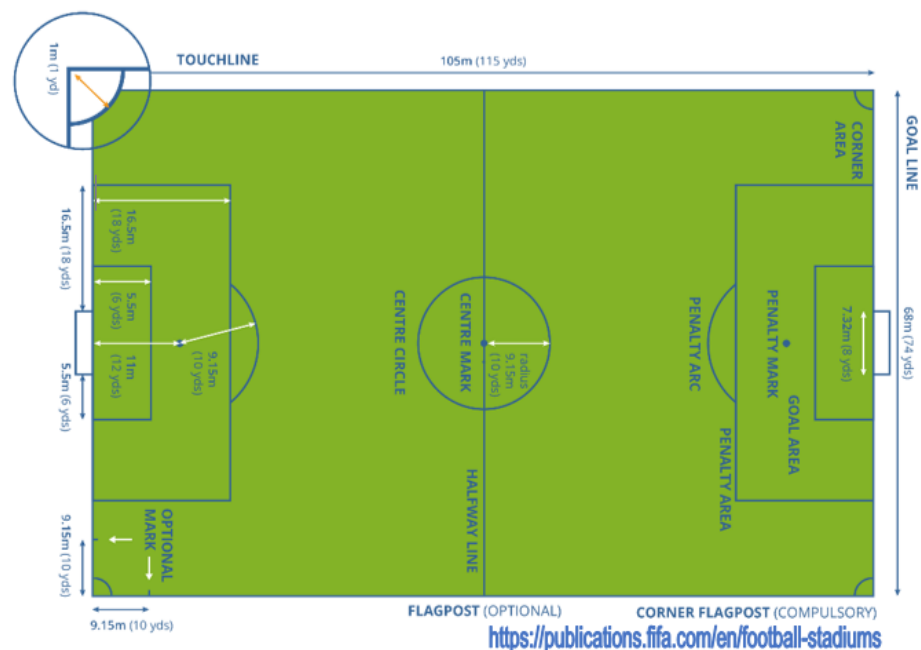 TOUCHLINE
105m (115 yds)
1m (1 yd)
GOAL LINE
CORNER
AREA
16.5m (18 yds)
16.5m
(18 yds)
5.5m
(6 yds)
11m
(12 yds)
9.15m
(10 yds)
5.5m (6 yds)
CENTRE CIRCLE
CENTRE MARK
radius
9.15m
(10 yds)
PENALTY ARC
PENALTY MARK
GOAL AREA
PENALTY AREA
7.32m (8 yds)
68m (74 yds)
HALFWAY LINE
OPTIONAL
MARK
9.15m (10 yds)
9.15m (10 yds)
FLAGPOST (OPTIONAL)
CORNER FLAGPOST (COMPULSORY)
https://publications.fifa.com/en/football-stadiums